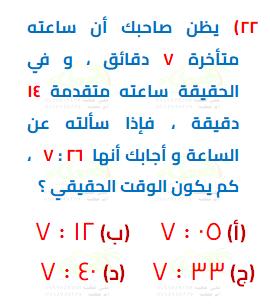 ٢٢) يظن صاحبك أن ساعته
متأخرة ٧ دقائق ، و في
الحقيقة ساعته متقدمة ١٤
دقيقة ، فإذا سألته عن
الساعة و أجابك أنها ٢٦ : ٧ ،
كم يكون الوقت الحقيقي ؟
(أ) ٠٥ : ٧ (ب) ١٢ : ٧
(ج) ٣٣ : ٧ (د) ٤٠ : ٧